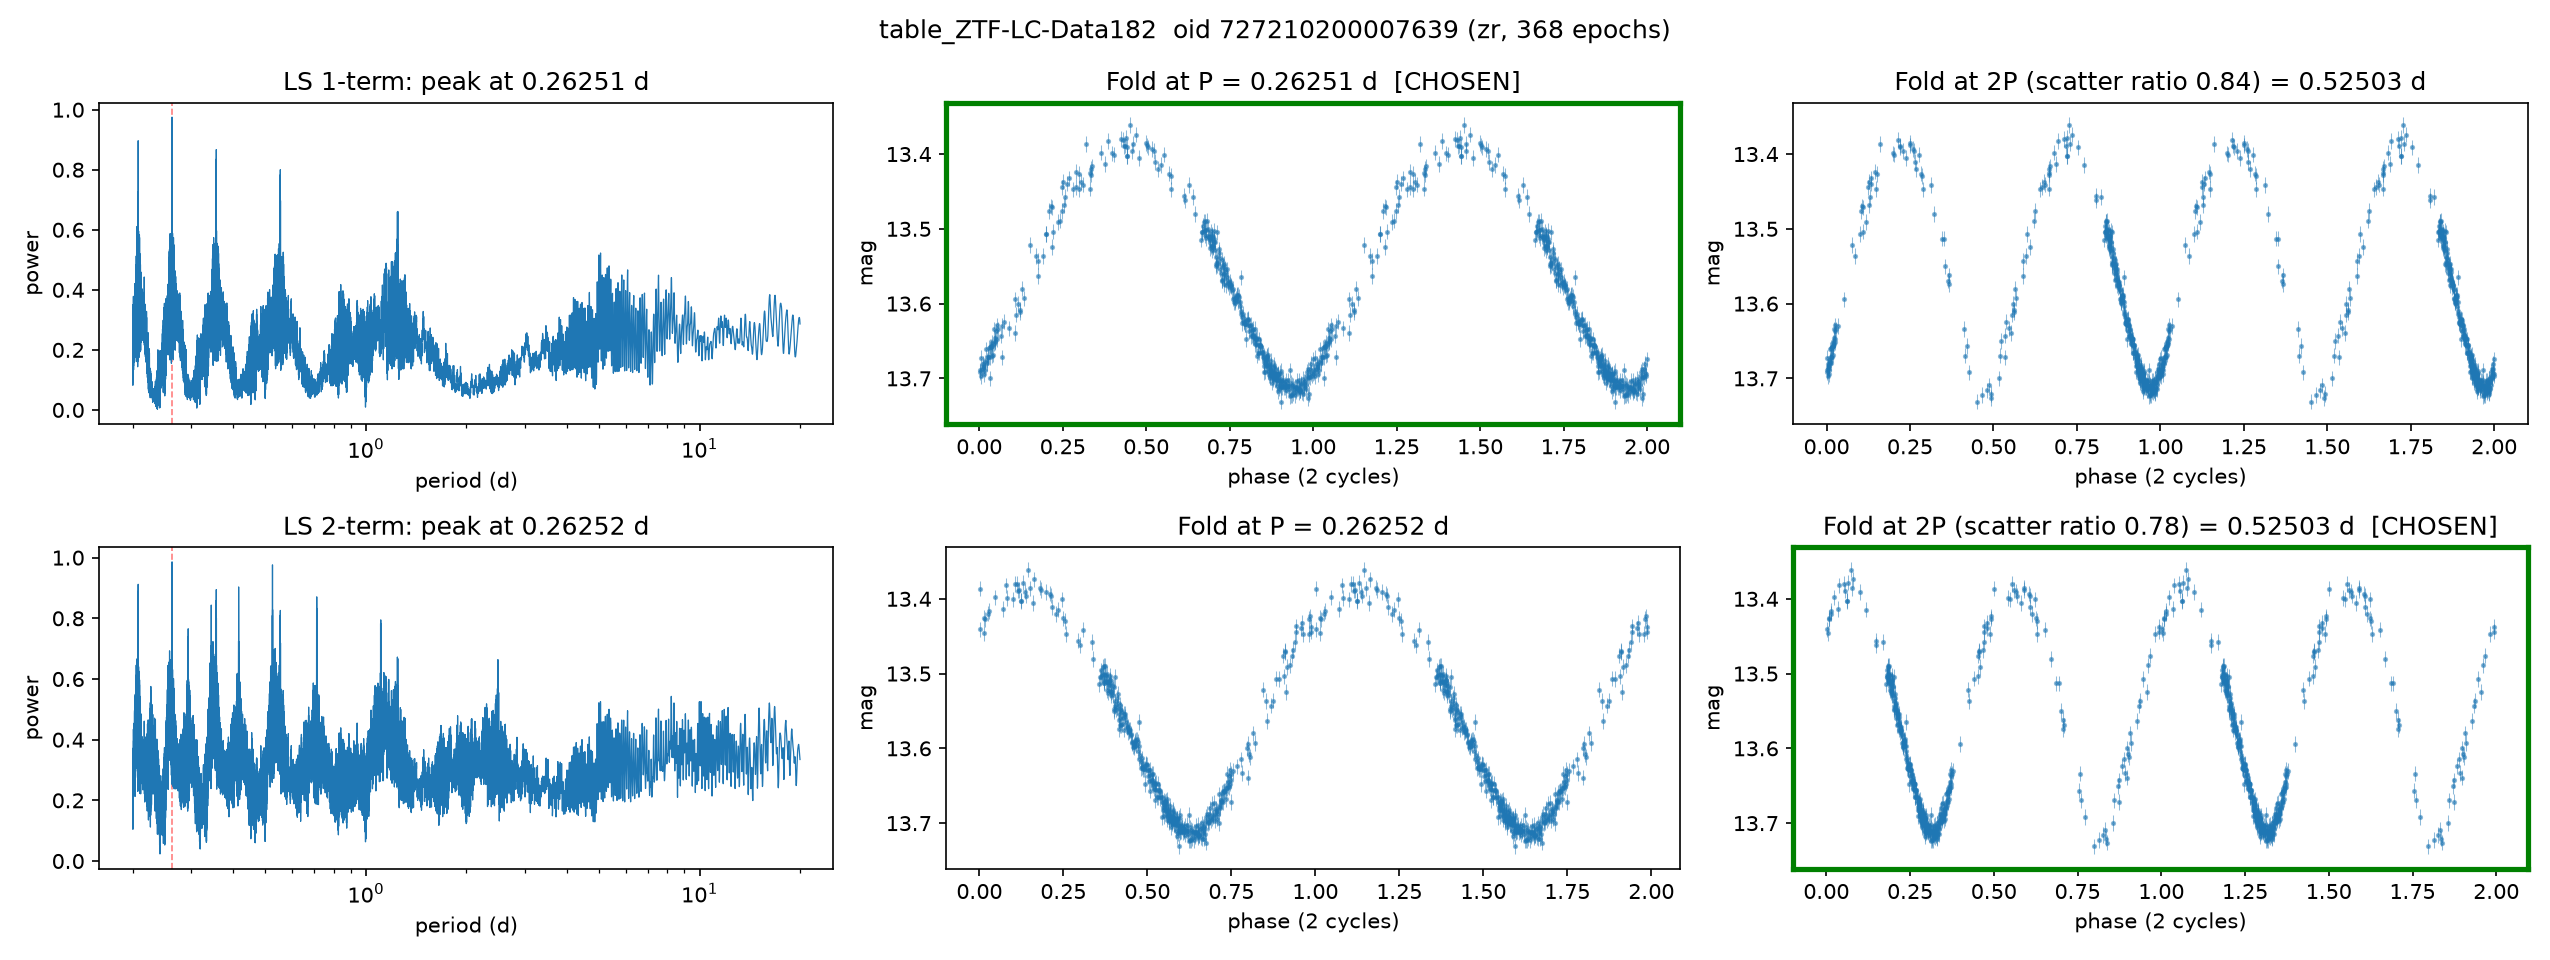 table_ZTF-LC-Data182  oid 727210200007639 (zr, 368 epochs)
LS 1-term: peak at 0.26251 d
power
1.0
0.8
0.6
0.4
0.2
0.0
10⁰
10¹
period (d)
Fold at P = 0.26251 d  [CHOSEN]
mag
13.4
13.5
13.6
13.7
0.00 0.25 0.50 0.75 1.00 1.25 1.50 1.75 2.00
phase (2 cycles)
Fold at 2P (scatter ratio 0.84) = 0.52503 d
mag
13.4
13.5
13.6
13.7
0.00 0.25 0.50 0.75 1.00 1.25 1.50 1.75 2.00
phase (2 cycles)
LS 2-term: peak at 0.26252 d
power
1.0
0.8
0.6
0.4
0.2
0.0
10⁰
10¹
period (d)
Fold at P = 0.26252 d
mag
13.4
13.5
13.6
13.7
0.00 0.25 0.50 0.75 1.00 1.25 1.50 1.75 2.00
phase (2 cycles)
Fold at 2P (scatter ratio 0.78) = 0.52503 d  [CHOSEN]
mag
13.4
13.5
13.6
13.7
0.00 0.25 0.50 0.75 1.00 1.25 1.50 1.75 2.00
phase (2 cycles)